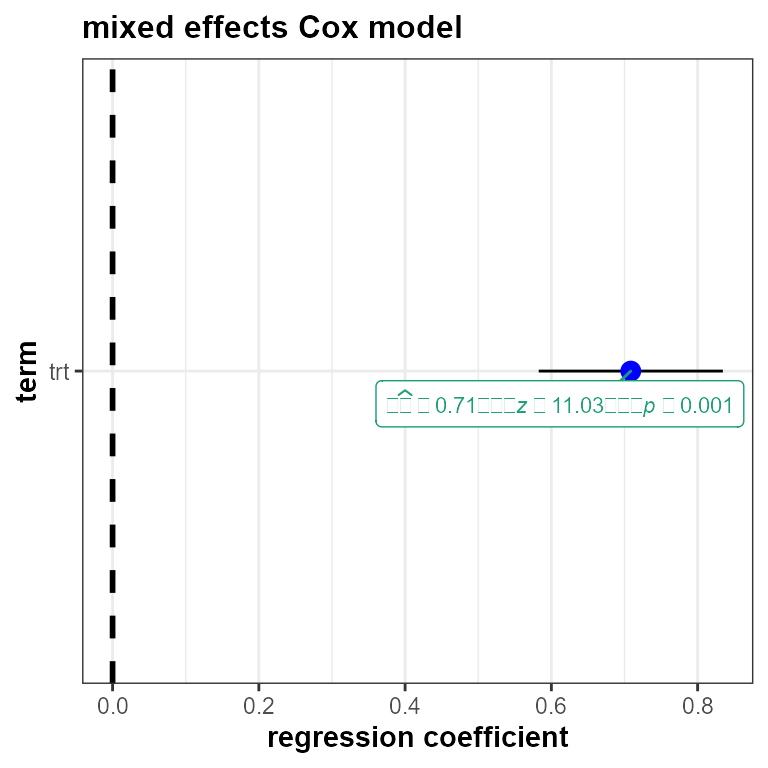 mixed effects Cox model
term
trt
▯▯ ▯ 0.71▯▯▯z ▯ 11.03▯▯▯p ▯ 0.001
0.0 0.2 0.4 0.6 0.8
regression coefficient